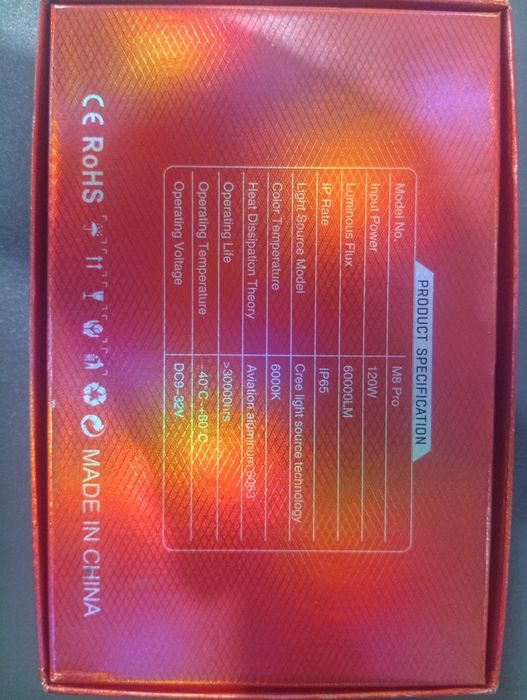 PRODUCT SPECIFICATION
Model No. M8 Pro
Input Power 120W
Luminous Flux 60000LM
IP Rate IP65
Light Source Model Cree light source technology
Color Temperature 6000K
Heat Dissipation Theory Aviation aluminum 6063
Operating Life >30000hrs
Operating Temperature -40°C-+80°C
Operating Voltage DC9-32V
CE RoHS MADE IN CHINA